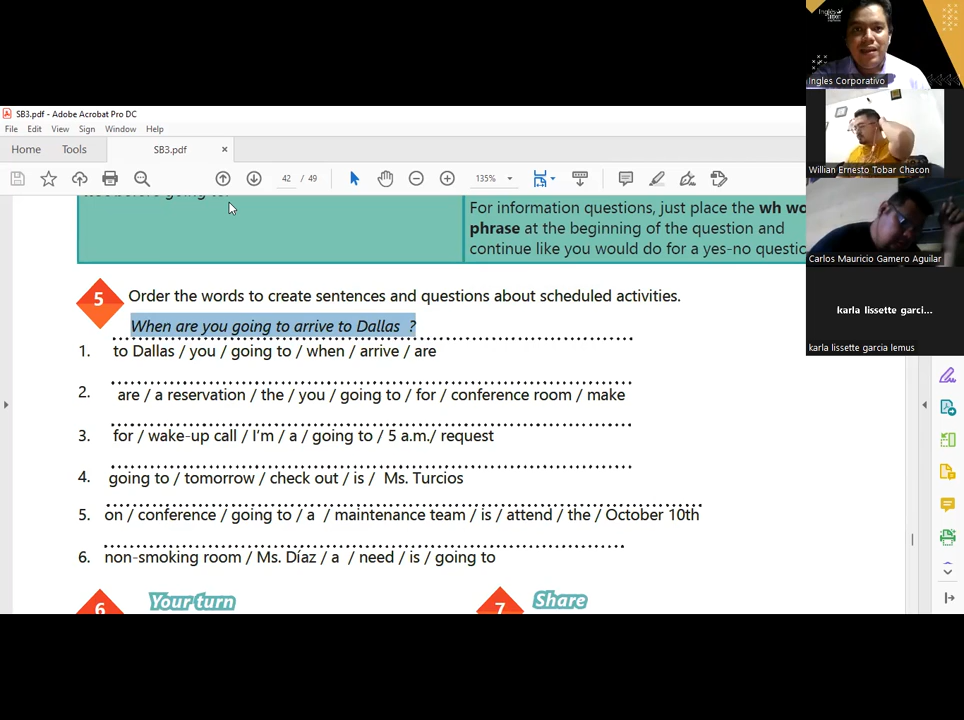 SB3.pdf - Adobe Acrobat Pro DC
File Edit View Sign Window Help
Home Tools SB3.pdf ×
42 / 49 135%
For information questions, just place the wh wo
phrase at the beginning of the question and
continue like you would do for a yes-no questic
5 Order the words to create sentences and questions about scheduled activities.
When are you going to arrive to Dallas ?
1. to Dallas / you / going to / when / arrive / are
2. are / a reservation / the / you / going to / for / conference room / make
3. for / wake-up call / I'm / a / going to / 5 a.m./ request
4. going to / tomorrow / check out / is / Ms. Turcios
5. on / conference / going to / a / maintenance team / is / attend / the / October 10th
6. non-smoking room / Ms. Díaz / a / need / is / going to
6 Your turn
7 Share
Inglés
Ingles Corporativo
Willian Ernesto Tobar Chacon
Carlos Mauricio Gamero Aguilar
karla lissette garci...
karla lissette garcia lemus